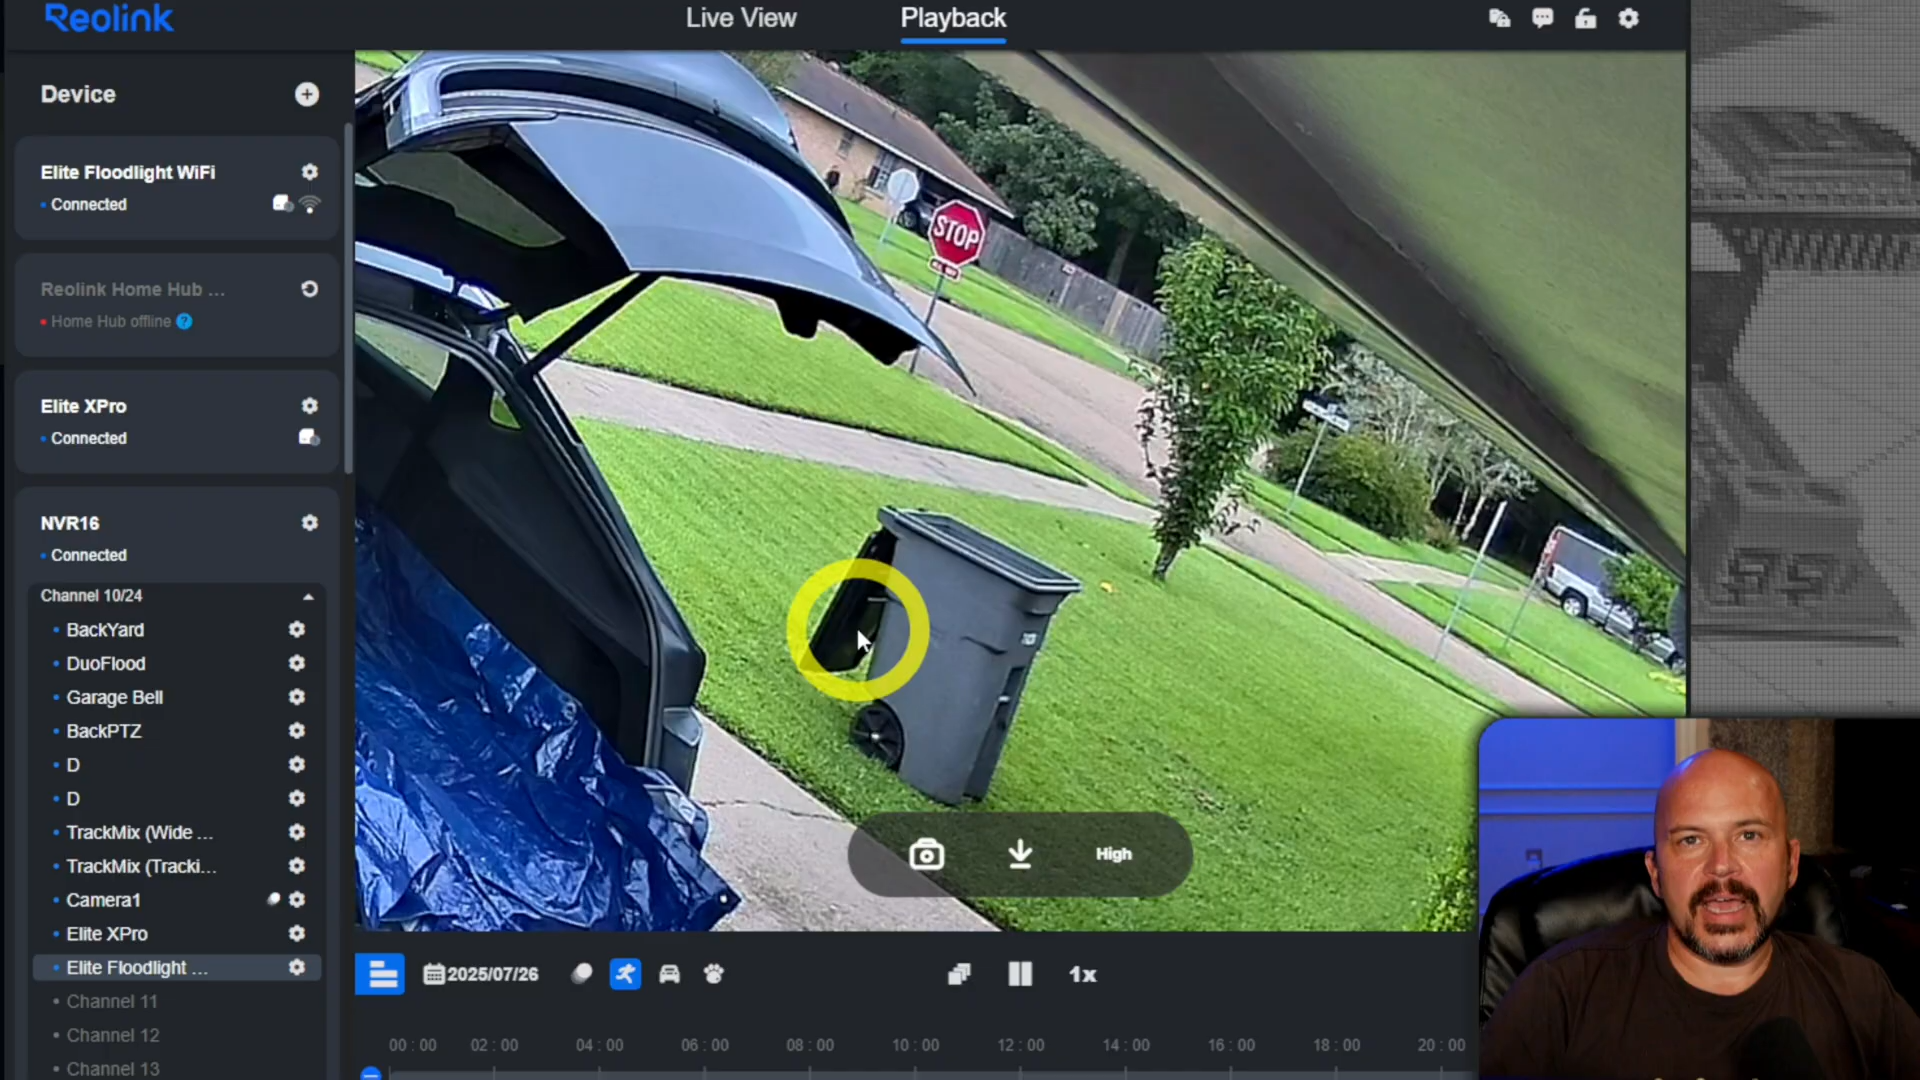 Reolink
Live View
Playback
Device
Elite Floodlight WiFi
Connected
Reolink Home Hub ...
Home Hub offline
?
Elite XPro
Connected
NVR16
Connected
Channel 10/24
BackYard
DuoFlood
Garage Bell
BackPTZ
D
D
TrackMix (Wide ...
TrackMix (Tracki...
Camera1
Elite XPro
Elite Floodlight ...
Channel 11
Channel 12
Channel 13
STOP
High
2025/07/26
1x
00 : 00
02 : 00
04 : 00
06 : 00
08 : 00
10 : 00
12 : 00
14 : 00
16 : 00
18 : 00
20 : 00